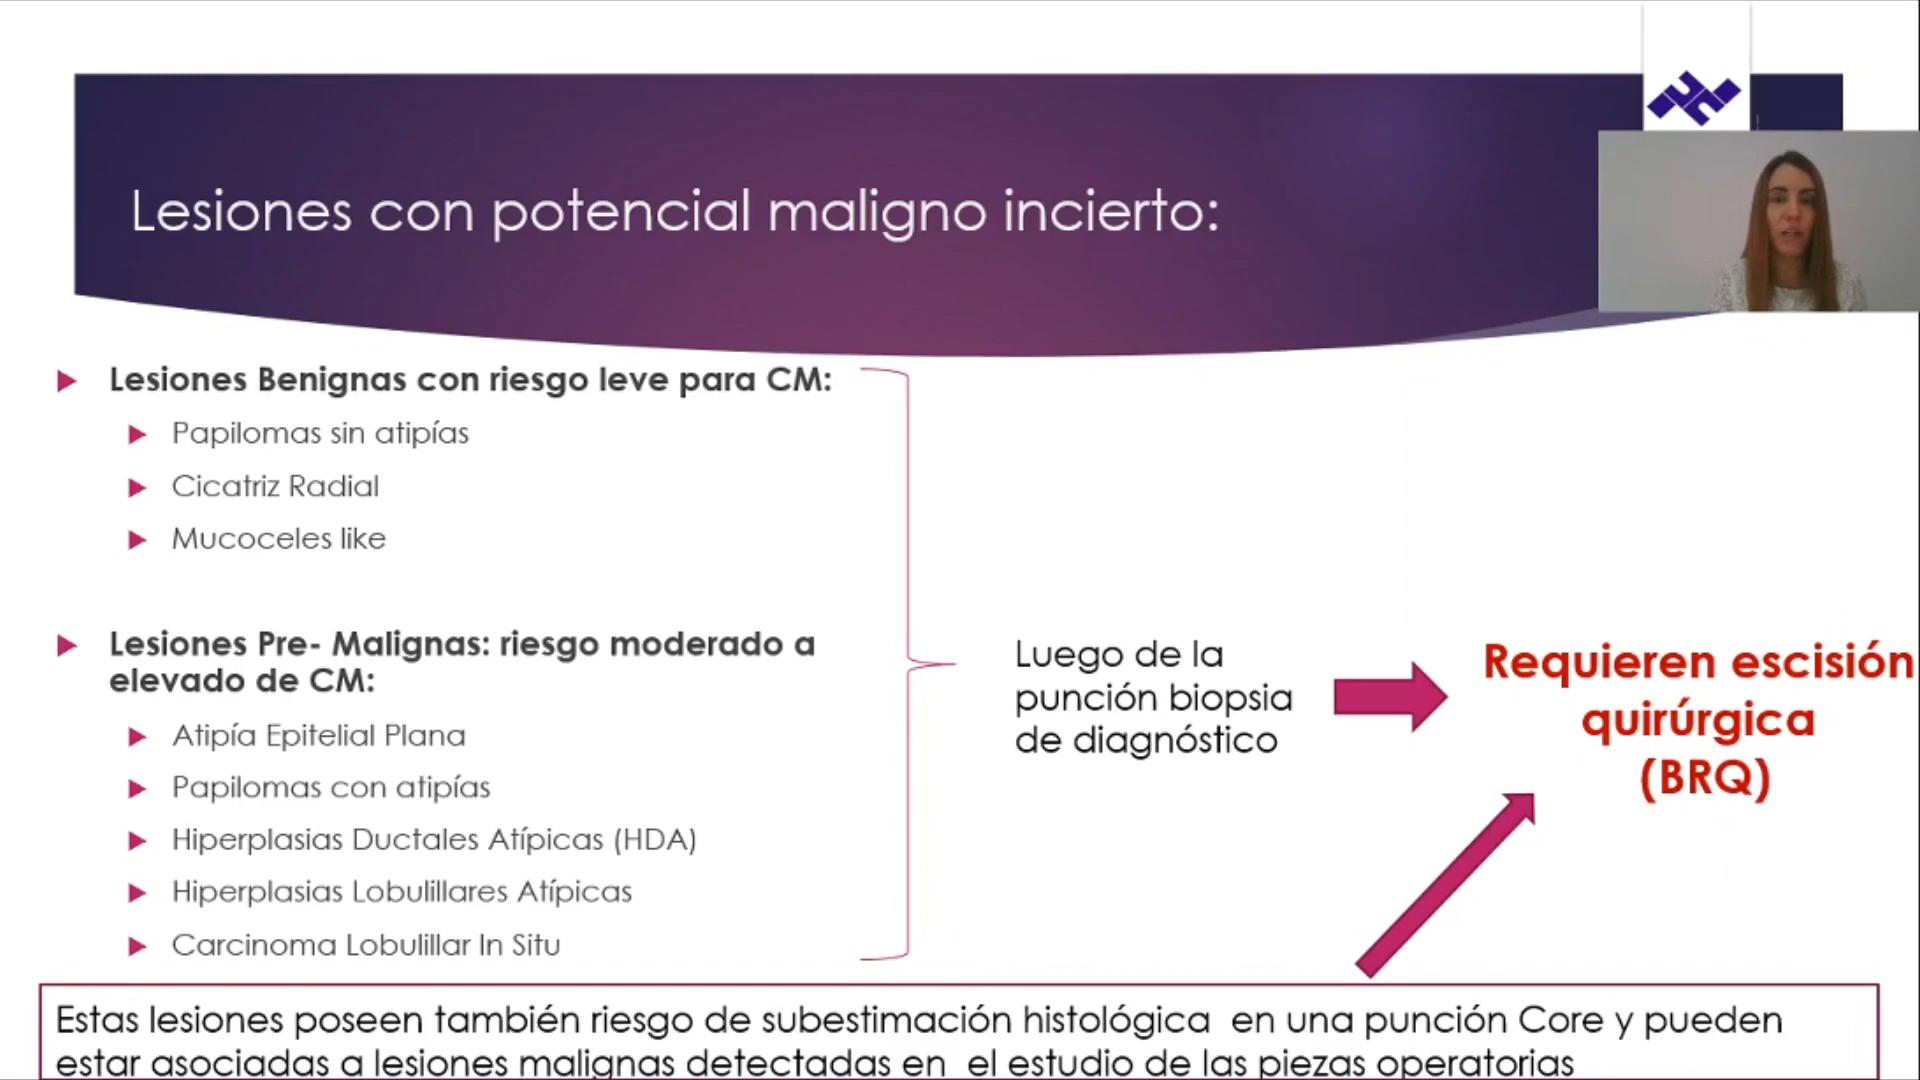 Lesiones con potencial maligno incierto:
Lesiones Benignas con riesgo leve para CM:
Papilomas sin atipías
Cicatriz Radial
Mucoceles like
Lesiones Pre- Malignas: riesgo moderado a
elevado de CM:
Atipía Epitelial Plana
Papilomas con atipías
Hiperplasias Ductales Atípicas (HDA)
Hiperplasias Lobulillares Atípicas
Carcinoma Lobulillar In Situ
Luego de la
punción biopsia
de diagnóstico
Requieren escisión
quirúrgica
(BRQ)
Estas lesiones poseen también riesgo de subestimación histológica en una punción Core y pueden
estar asociadas a lesiones malignas detectadas en el estudio de las piezas operatorias